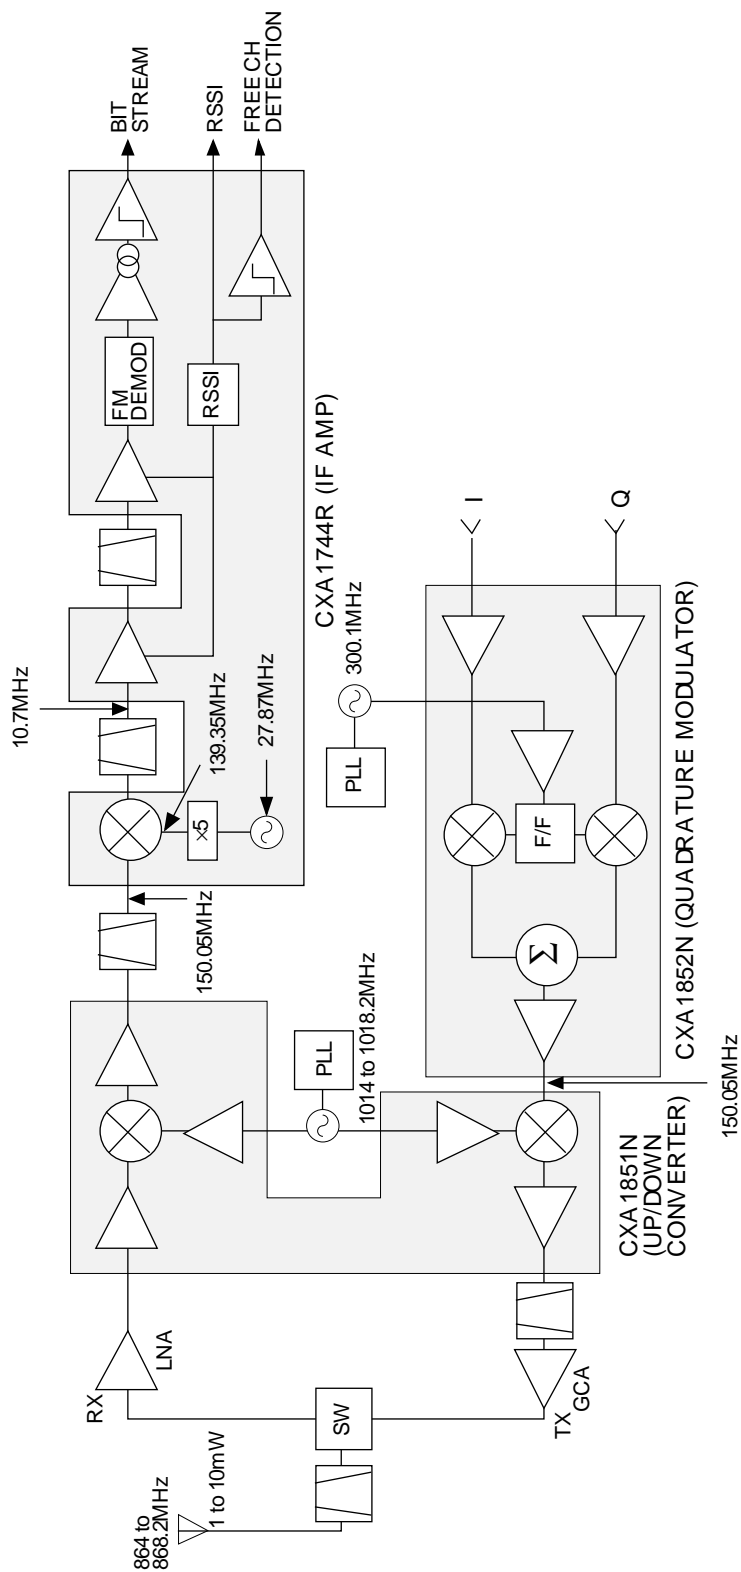 864 to
868.2MHz
1 to 10mW
SW
RX
LNA
TX
GCA
PLL
1014 to 1018.2MHz
CXA1851N
(UP/DOWN
CONVERTER)
150.05MHz
150.05MHz
×5
139.35MHz
27.87MHz
10.7MHz
FM
DEMOD
RSSI
CXA1744R (IF AMP)
BIT
STREAM
RSSI
FREE CH
DETECTION
PLL
300.1MHz
F/F
Σ
I
Q
CXA1852N (QUADRATURE MODULATOR)